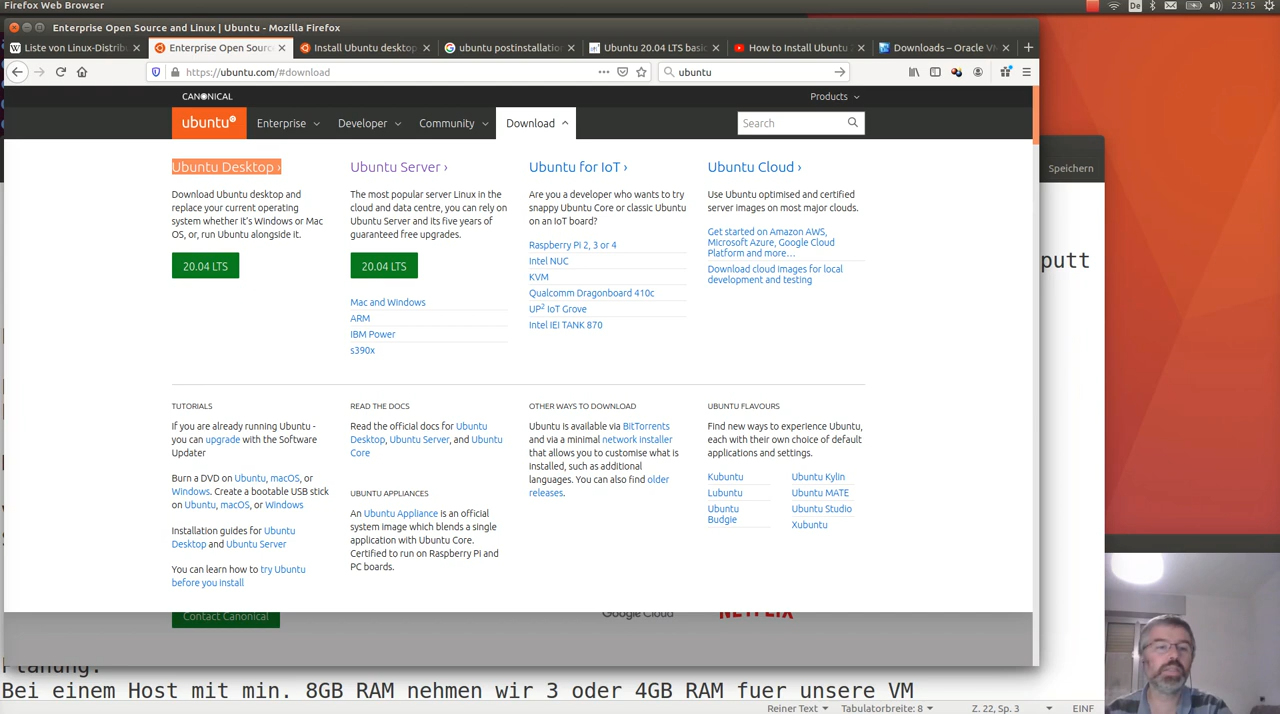 Firefox Web Browser
De
23:15
Enterprise Open Source and Linux | Ubuntu - Mozilla Firefox
Liste von Linux-Distrib
Enterprise Open Sourc
Install Ubuntu desktop
ubuntu postinstallatio
Ubuntu 20.04 LTS basic
How to Install Ubuntu
Downloads – Oracle VM
https://ubuntu.com/#download
ubuntu
CANONICAL
Products
ubuntu
Enterprise
Developer
Community
Download
Search
Speichern
Ubuntu Desktop ›
Download Ubuntu desktop and
replace your current operating
system whether it's Windows or Mac
OS, or, run Ubuntu alongside it.
20.04 LTS
Ubuntu Server ›
The most popular server Linux in the
cloud and data centre, you can rely on
Ubuntu Server and its five years of
guaranteed free upgrades.
20.04 LTS
Mac and Windows
ARM
IBM Power
s390x
Ubuntu for IoT ›
Are you a developer who wants to try
snappy Ubuntu Core or classic Ubuntu
on an IoT board?
Raspberry Pi 2, 3 or 4
Intel NUC
KVM
Qualcomm Dragonboard 410c
UP² IoT Grove
Intel IEI TANK 870
Ubuntu Cloud ›
Use Ubuntu optimised and certified
server images on most major clouds.
Get started on Amazon AWS,
Microsoft Azure, Google Cloud
Platform and more…
Download cloud images for local
development and testing
putt
TUTORIALS
If you are already running Ubuntu -
you can upgrade with the Software
Updater
Burn a DVD on Ubuntu, macOS, or
Windows. Create a bootable USB stick
on Ubuntu, macOS, or Windows
Installation guides for Ubuntu
Desktop and Ubuntu Server
You can learn how to try Ubuntu
before you install
READ THE DOCS
Read the official docs for Ubuntu
Desktop, Ubuntu Server, and Ubuntu
Core
UBUNTU APPLIANCES
An Ubuntu Appliance is an official
system image which blends a single
application with Ubuntu Core.
Certified to run on Raspberry Pi and
PC boards.
OTHER WAYS TO DOWNLOAD
Ubuntu is available via BitTorrents
and via a minimal network installer
that allows you to customise what is
installed, such as additional
languages. You can also find older
releases.
UBUNTU FLAVOURS
Find new ways to experience Ubuntu,
each with their own choice of default
applications and settings.
Kubuntu
Lubuntu
Ubuntu
Budgie
Ubuntu Kylin
Ubuntu MATE
Ubuntu Studio
Xubuntu
Contact Canonical
Google Cloud
NETFLIX
Planung:
Bei einem Host mit min. 8GB RAM nehmen wir 3 oder 4GB RAM fuer unsere VM
Reiner Text
Tabulatorbreite: 8
Z. 22, Sp. 3
EINF